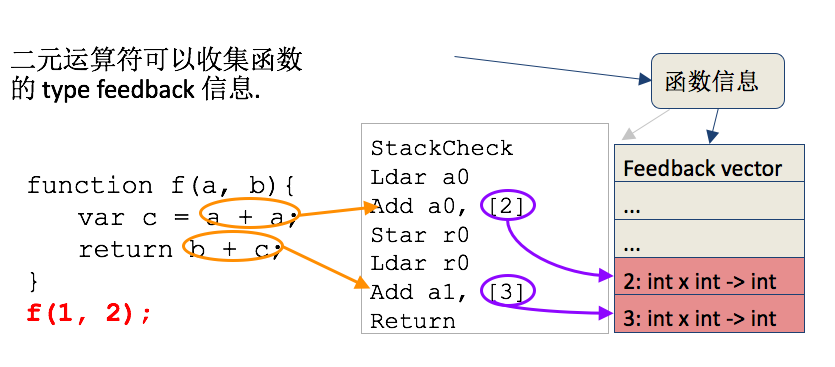 二元运算符可以收集函数
的 type feedback 信息.
函数信息
function f(a, b){
var c = a + a;
return b + c;
}
f(1, 2);
StackCheck
Ldar a0
Add a0, [2]
Star r0
Ldar r0
Add a1, [3]
Return
Feedback vector
...
...
2: int x int -> int
3: int x int -> int